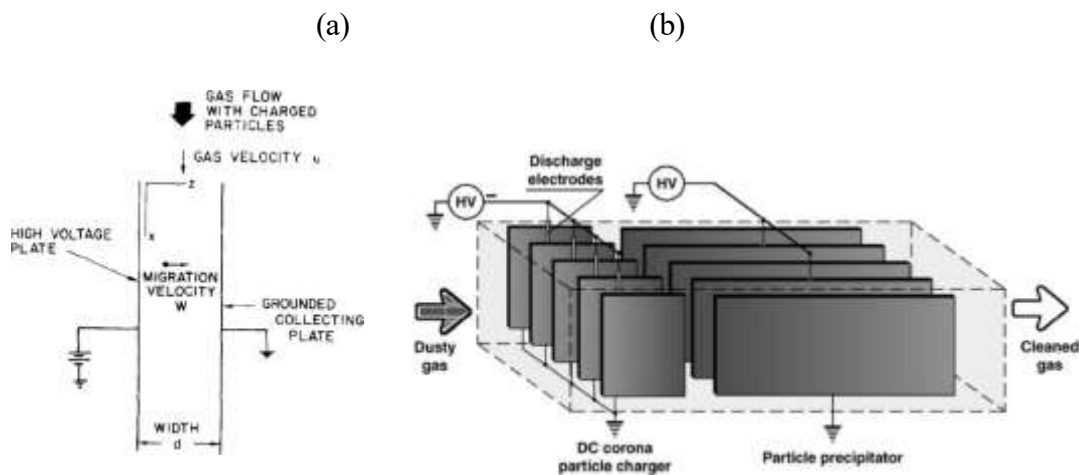 (a)
(b)
GAS FLOW
WITH CHARGED
PARTICLES
GAS VELOCITY u
z
x
HIGH VOLTAGE
PLATE
MIGRATION
VELOCITY
W
GROUNDED
COLLECTING
PLATE
WIDTH
d
Discharge
electrodes
HV
HV
Dusty
gas
Cleaned
gas
DC corona
particle charger
Particle precipitator